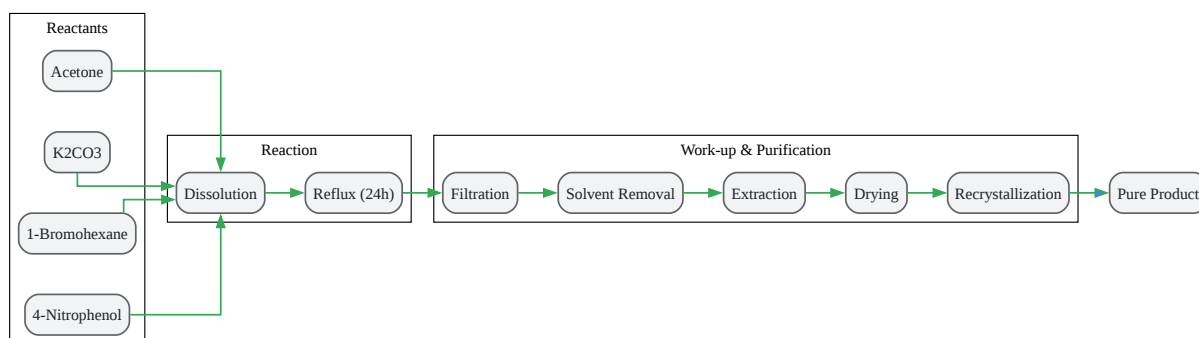 Reactants
Acetone
K2CO3
1-Bromohexane
4-Nitrophenol
Reaction
Dissolution
Reflux (24h)
Work-up & Purification
Filtration
Solvent Removal
Extraction
Drying
Recrystallization
Pure Product